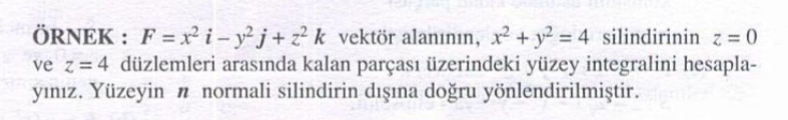 ÖRNEK : F = x² i – y² j + z² k vektör alanının, x² + y² = 4 silindirinin z = 0
ve z = 4 düzlemleri arasında kalan parçası üzerindeki yüzey integralini hesapla-
yınız. Yüzeyin n normali silindirin dışına doğru yönlendirilmiştir.